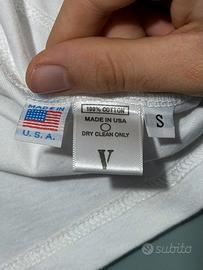 MADE IN
U.S.A.
100% COTTON
MADE IN USA
DRY CLEAN ONLY
V
S
subito